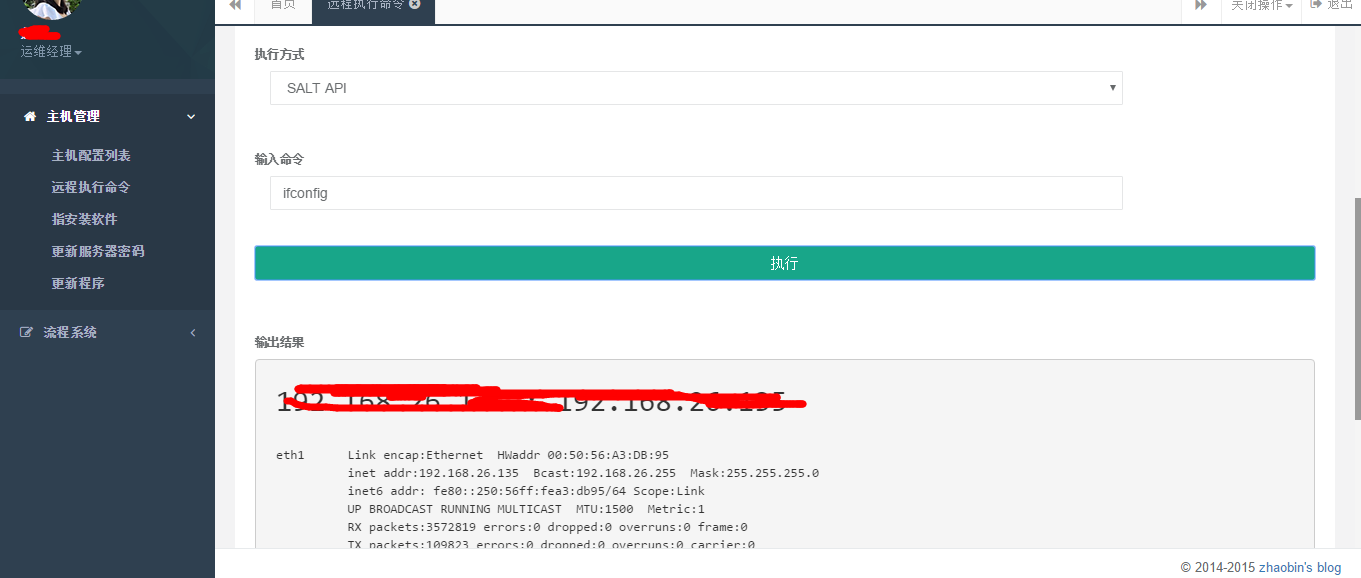 首页
远程执行命令
关闭操作
退出
运维经理
主机管理
主机配置列表
远程执行命令
指安装软件
更新服务器密码
更新程序
流程系统
执行方式
SALT API
输入命令
ifconfig
执行
输出结果
192.168.26.135
eth1 Link encap:Ethernet HWaddr 00:50:56:A3:DB:95
inet addr:192.168.26.135 Bcast:192.168.26.255 Mask:255.255.255.0
inet6 addr: fe80::250:56ff:fea3:db95/64 Scope:Link
UP BROADCAST RUNNING MULTICAST MTU:1500 Metric:1
RX packets:3572819 errors:0 dropped:0 overruns:0 frame:0
TX packets:109823 errors:0 dropped:0 overruns:0 carrier:0
© 2014-2015 zhaobin's blog